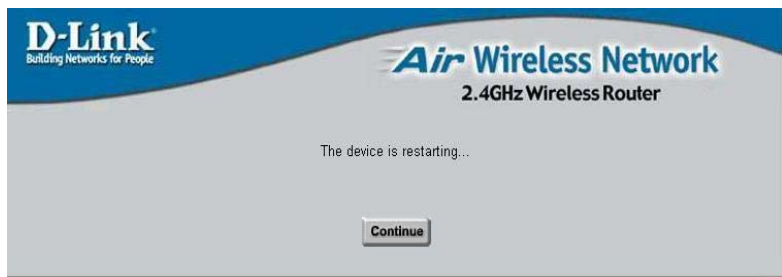 D-Link
Building Networks for People
Air Wireless Network
2.4GHz Wireless Router
The device is restarting...
Continue